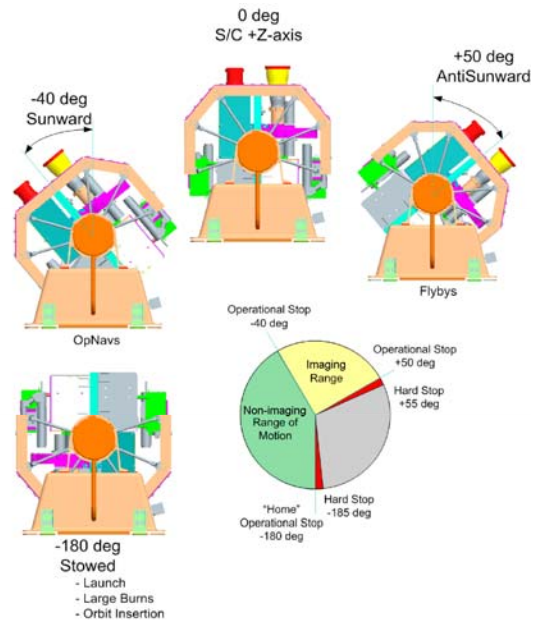 0 deg
S/C +Z-axis
-40 deg
Sunward
+50 deg
AntiSunward
OpNavs
Flybys
Operational Stop
-40 deg
Imaging
Range
Operational Stop
+50 deg
Hard Stop
+55 deg
Non-imaging
Range of
Motion
Hard Stop
-185 deg
"Home"
Operational Stop
-180 deg
-180 deg
Stowed
- Launch
- Large Burns
- Orbit Insertion